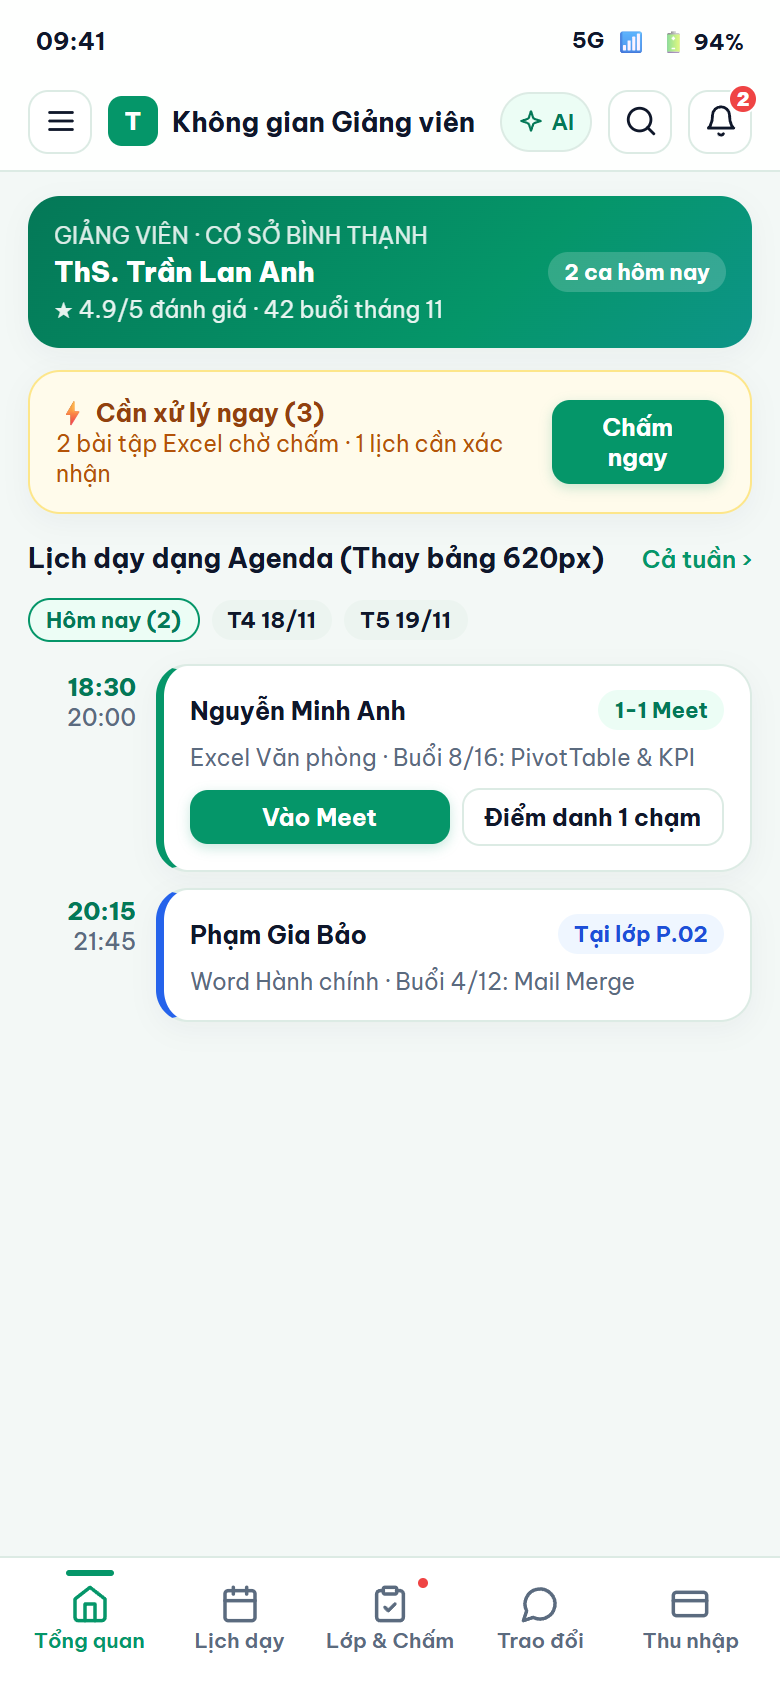 09:41
5G 94%
T Không gian Giảng viên
AI
2
GIẢNG VIÊN · CƠ SỞ BÌNH THẠNH
ThS. Trần Lan Anh
★ 4.9/5 đánh giá · 42 buổi tháng 11
2 ca hôm nay
Cần xử lý ngay (3)
2 bài tập Excel chờ chấm · 1 lịch cần xác
nhận
Chấm
ngay
Lịch dạy dạng Agenda (Thay bảng 620px)
Cả tuần ›
Hôm nay (2)
T4 18/11
T5 19/11
18:30
20:00
Nguyễn Minh Anh
1-1 Meet
Excel Văn phòng · Buổi 8/16: PivotTable & KPI
Vào Meet
Điểm danh 1 chạm
20:15
21:45
Phạm Gia Bảo
Tại lớp P.02
Word Hành chính · Buổi 4/12: Mail Merge
Tổng quan
Lịch dạy
Lớp & Chấm
Trao đổi
Thu nhập